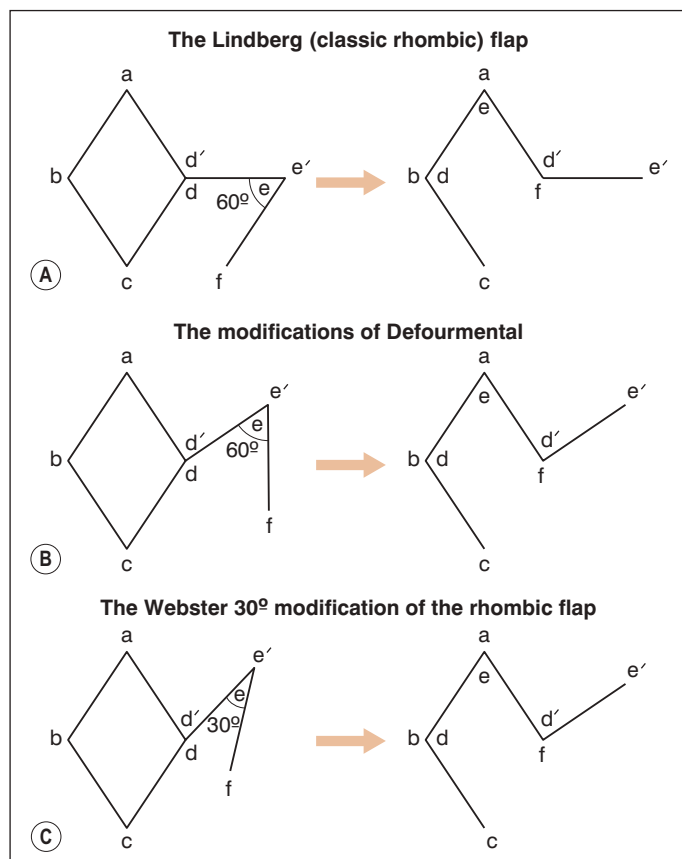 The Lindberg (classic rhombic) flap
a a
e
d′ e′ d′ e′
b d e b d f
60º
c f c
A
The modifications of Defourmental
a e′ a e′
e e
d′ d′
b d 60º b d f
f
c c
B
The Webster 30º modification of the rhombic flap
a e′ a e′
e e
d′ 30º d′
b d b d f
f
c c
C